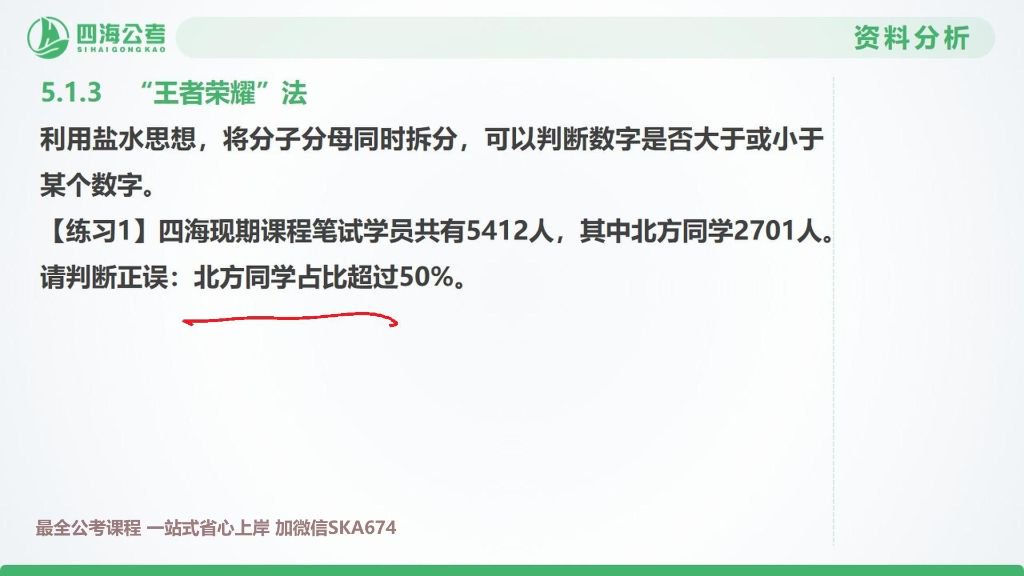 四海公考
SIHAIGONGKAO
资料分析
5.1.3 “王者荣耀”法
利用盐水思想，将分子分母同时拆分，可以判断数字是否大于或小于
某个数字。
【练习1】四海现期课程笔试学员共有5412人，其中北方同学2701人。
请判断正误：北方同学占比超过50%。
最全公考课程 一站式省心上岸 加微信SKA674